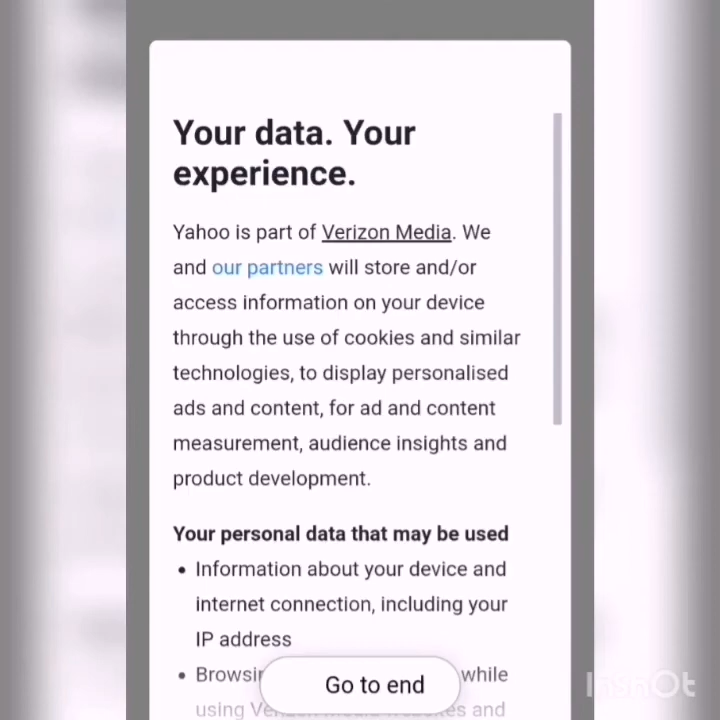 Your data. Your
experience.
Yahoo is part of Verizon Media. We
and our partners will store and/or
access information on your device
through the use of cookies and similar
technologies, to display personalised
ads and content, for ad and content
measurement, audience insights and
product development.
Your personal data that may be used
• Information about your device and
internet connection, including your
IP address
• while
Go to end
using and